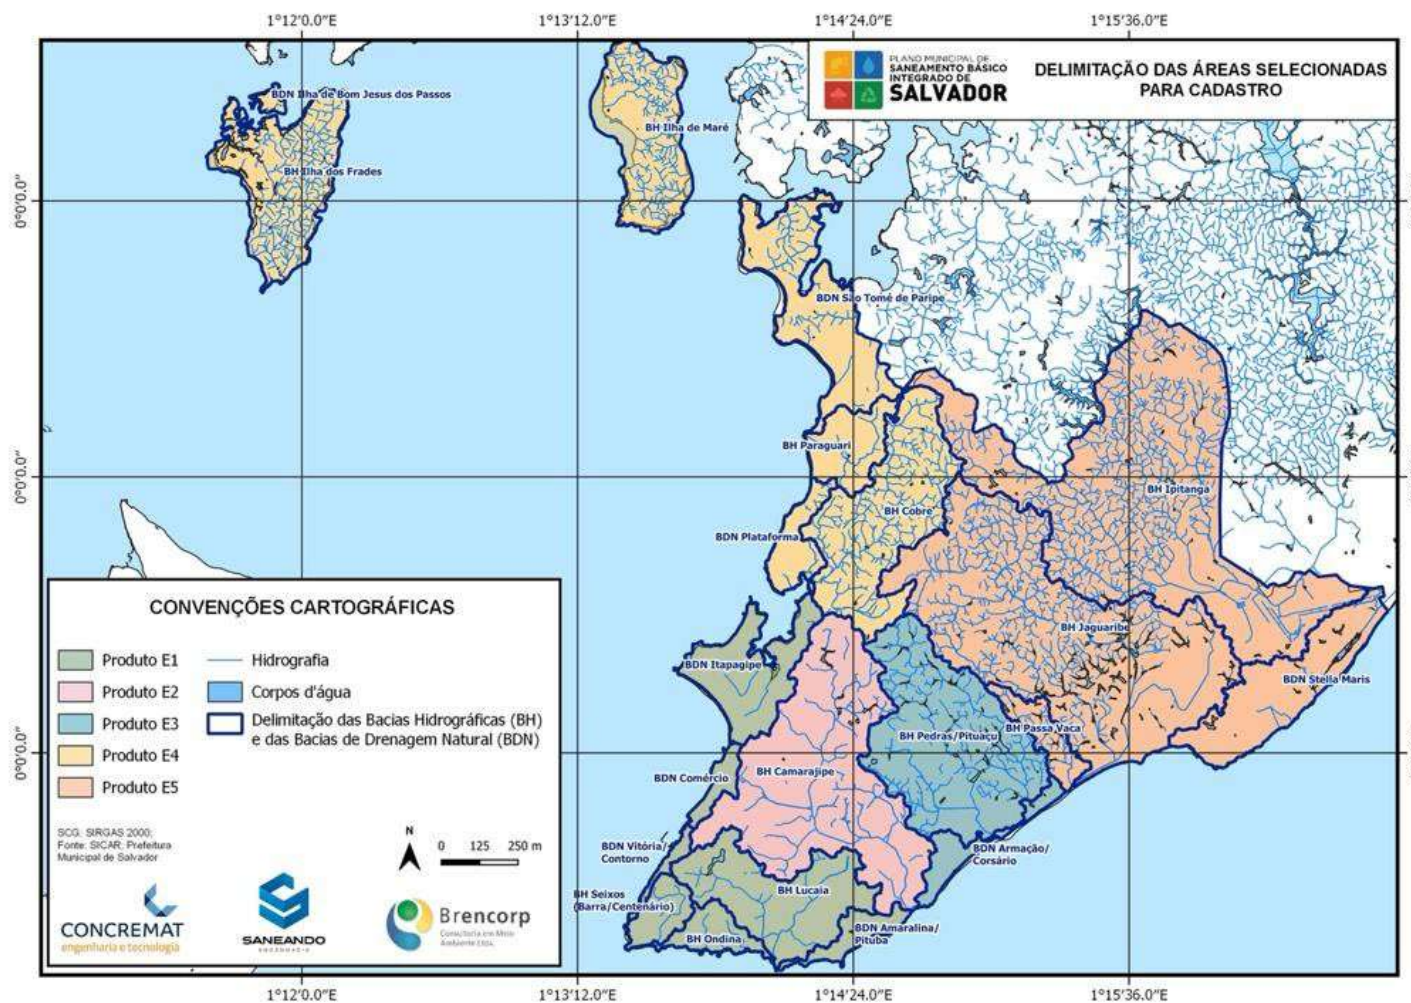 1°12'0.0"E
1°13'12.0"E
1°14'24.0"E
1°15'36.0"E
PLANO MUNICIPAL DE
SANEAMENTO BÁSICO
INTEGRADO DE
SALVADOR
DELIMITAÇÃO DAS ÁREAS SELECIONADAS
PARA CADASTRO
BDN Ilha de Bom Jesus dos Passos
BH Ilha de Maré
BH Ilha dos Frades
0°0'0.0"
BDN São Tomé de Paripe
BH Paraguari
0°0'0.0"
BH Ipitanga
BH Cobre
BDN Plataforma
BH Jaguaribe
BDN Itapagipe
BDN Stella Maris
BH Passa Vaca
BH Pedras/Pituaçu
0°0'0.0"
BH Camarajipe
BDN Comércio
BDN Vitória/
Contorno
BDN Armação/
Corsário
BH Seixos
(Barra/Centenário)
BH Lucaia
BDN Amaralina/
Pituba
BH Ondina
CONVENÇÕES CARTOGRÁFICAS
Produto E1
Produto E2
Produto E3
Produto E4
Produto E5
Hidrografia
Corpos d'água
Delimitação das Bacias Hidrográficas (BH)
e das Bacias de Drenagem Natural (BDN)
SCG: SIRGAS 2000;
Fonte: SICAR; Prefeitura
Municipal de Salvador
N
0 125 250 m
CONCREMAT
engenharia e tecnologia
SANEANDO
ENGENHARIA
Brencorp
Consultoria em Meio
Ambiente Ltda.
1°12'0.0"E
1°13'12.0"E
1°14'24.0"E
1°15'36.0"E